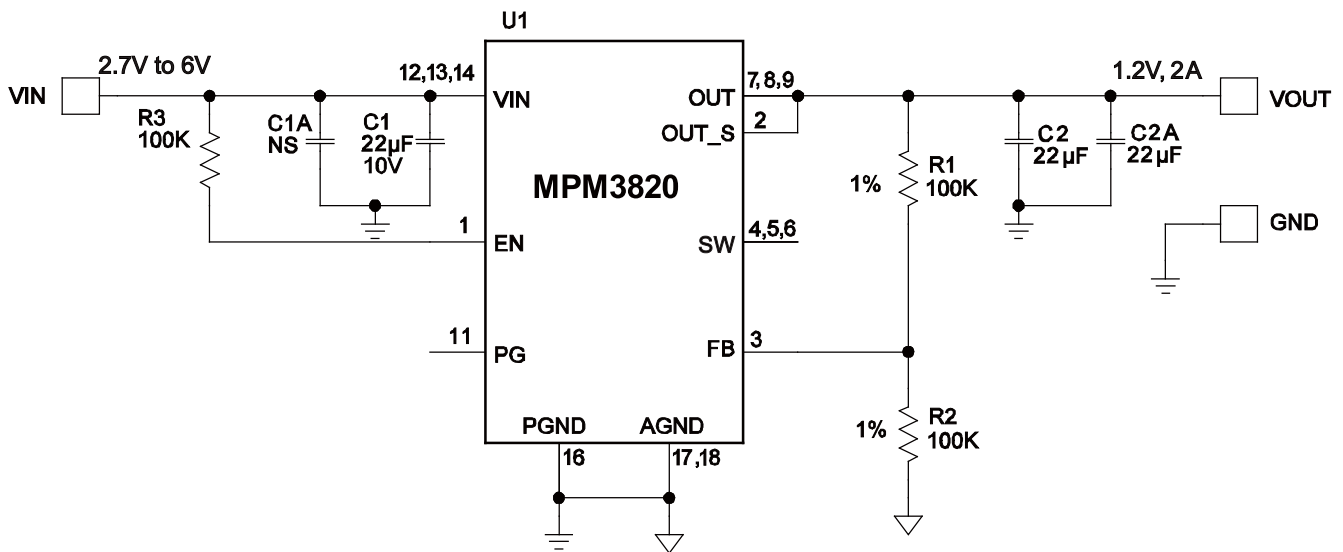 U1
2.7V to 6V
VIN
12,13,14
VIN
R3
100K
C1A
NS
C1
22µF
10V
1
EN
11
PG
MPM3820
OUT
7,8,9
OUT_S
2
SW
4,5,6
FB
3
PGND
16
AGND
17,18
1%
R1
100K
1%
R2
100K
C2
22µF
C2A
22µF
1.2V, 2A
VOUT
GND